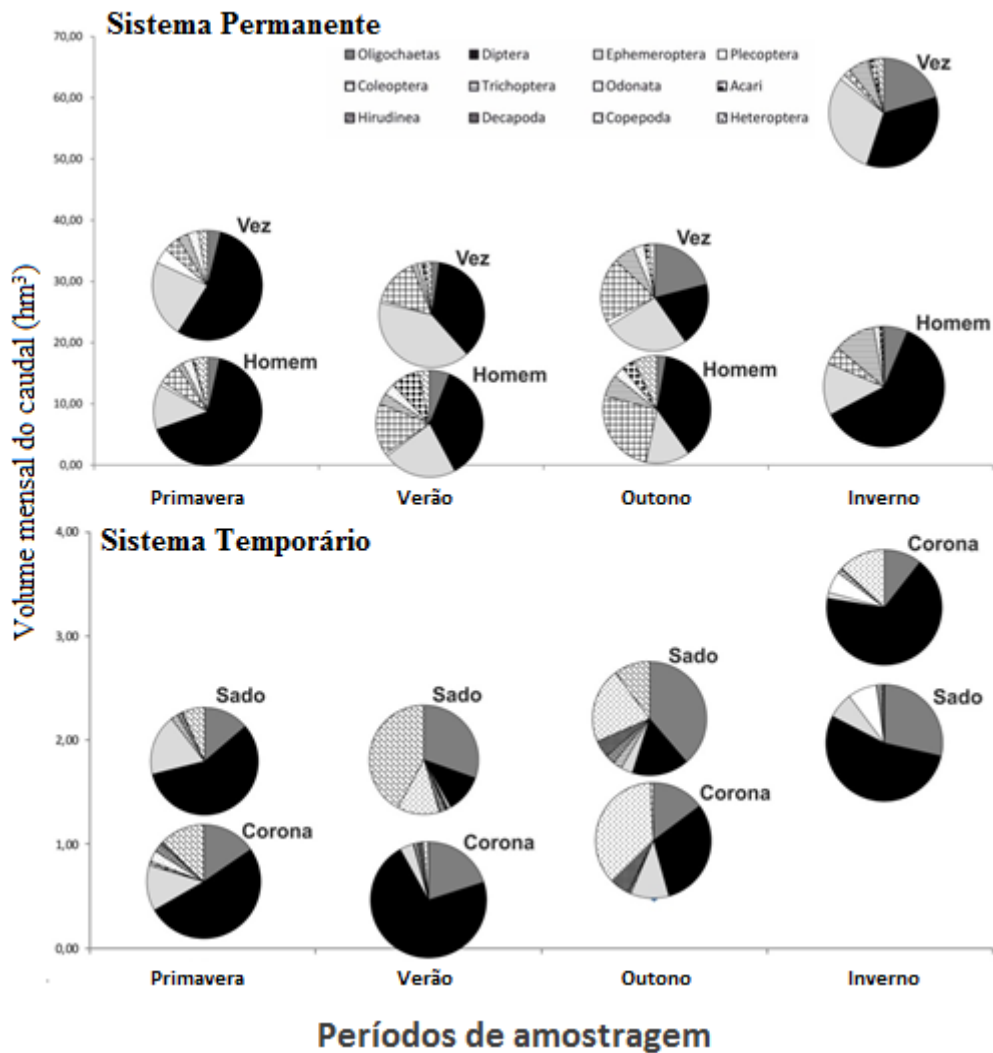 Sistema Permanente
Volume mensal do caudal (hm³)
70,00
60,00
50,00
40,00
30,00
20,00
10,00
0,00
Oligochaetas Diptera Ephemeroptera Plecoptera
Coleoptera Trichoptera Odonata Acari
Hirudinea Decapoda Copepoda Heteroptera
Vez
Vez
Vez
Vez
Homem
Homem
Homem
Homem
Primavera Verão Outono Inverno
Sistema Temporário
4,00
3,00
2,00
1,00
0,00
Corona
Sado
Sado
Sado
Sado
Corona
Corona
Corona
Primavera Verão Outono Inverno
Períodos de amostragem